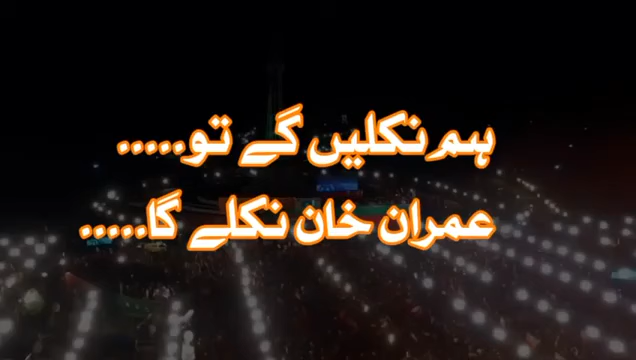 ہم نکلیں گے تو.....
عمران خان نکلے گا.....